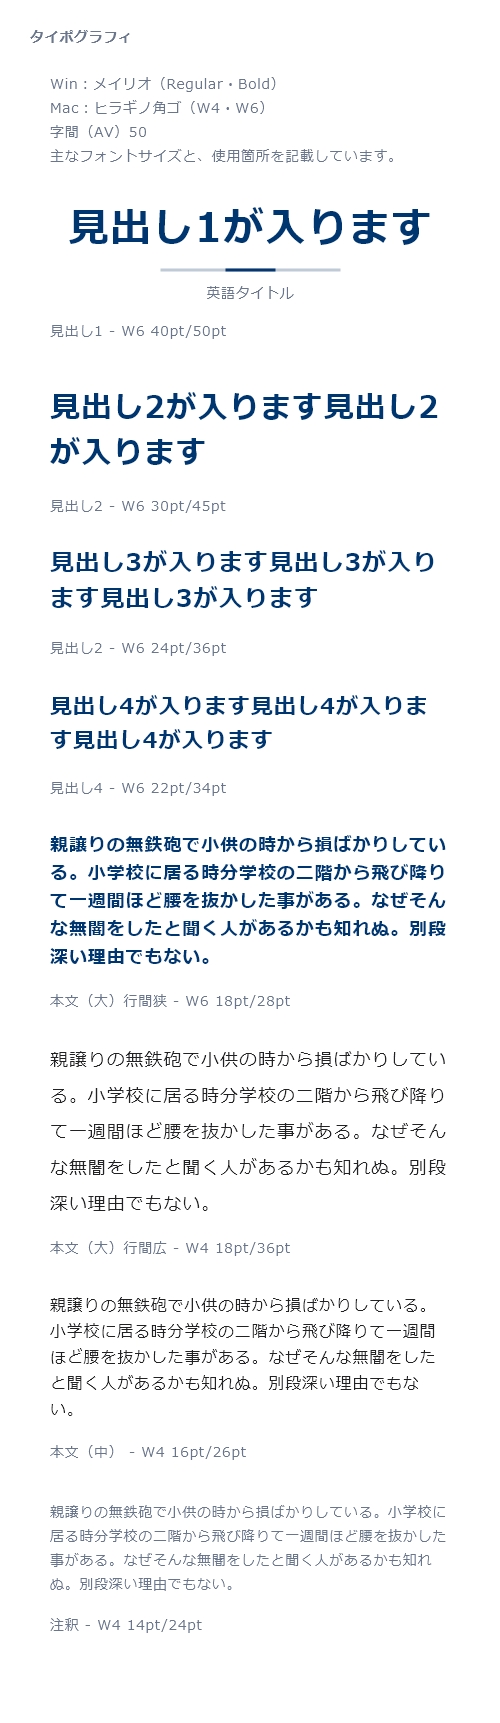 タイポグラフィ
Win：メイリオ（Regular・Bold）
Mac：ヒラギノ角ゴ（W4・W6）
字間（AV）50
主なフォントサイズと、使用箇所を記載しています。
見出し1が入ります
英語タイトル
見出し1 - W6 40pt/50pt
見出し2が入ります見出し2
が入ります
見出し2 - W6 30pt/45pt
見出し3が入ります見出し3が入り
ます見出し3が入ります
見出し2 - W6 24pt/36pt
見出し4が入ります見出し4が入りま
す見出し4が入ります
見出し4 - W6 22pt/34pt
親譲りの無鉄砲で小供の時から損ばかりしてい
る。小学校に居る時分学校の二階から飛び降り
て一週間ほど腰を抜かした事がある。なぜそん
な無闇をしたと聞く人があるかも知れぬ。別段
深い理由でもない。
本文（大）行間狭 - W6 18pt/28pt
親譲りの無鉄砲で小供の時から損ばかりしてい
る。小学校に居る時分学校の二階から飛び降り
て一週間ほど腰を抜かした事がある。なぜそん
な無闇をしたと聞く人があるかも知れぬ。別段
深い理由でもない。
本文（大）行間広 - W4 18pt/36pt
親譲りの無鉄砲で小供の時から損ばかりしている。
小学校に居る時分学校の二階から飛び降りて一週間
ほど腰を抜かした事がある。なぜそんな無闇をした
と聞く人があるかも知れぬ。別段深い理由でもな
い。
本文（中） - W4 16pt/26pt
親譲りの無鉄砲で小供の時から損ばかりしている。小学校に
居る時分学校の二階から飛び降りて一週間ほど腰を抜かした
事がある。なぜそんな無闇をしたと聞く人があるかも知れ
ぬ。別段深い理由でもない。
注釈 - W4 14pt/24pt